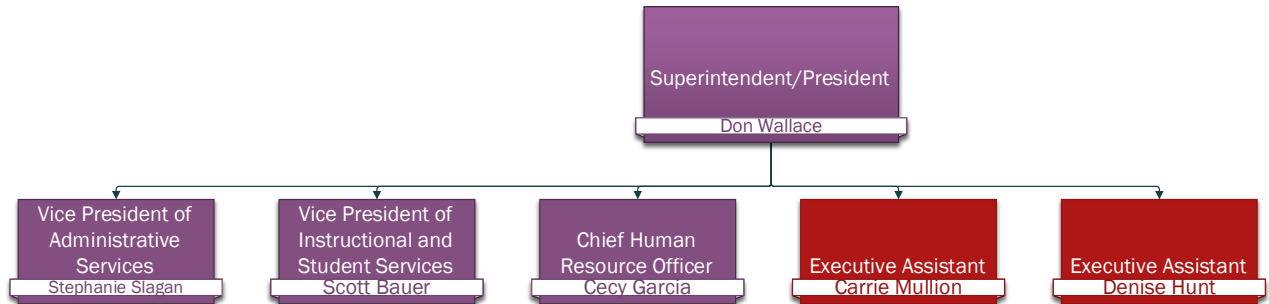 Superintendent/President
Don Wallace
Vice President of
Administrative
Services
Stephanie Slagan
Vice President of
Instructional and
Student Services
Scott Bauer
Chief Human
Resource Officer
Cecy Garcia
Executive Assistant
Carrie Mullion
Executive Assistant
Denise Hunt